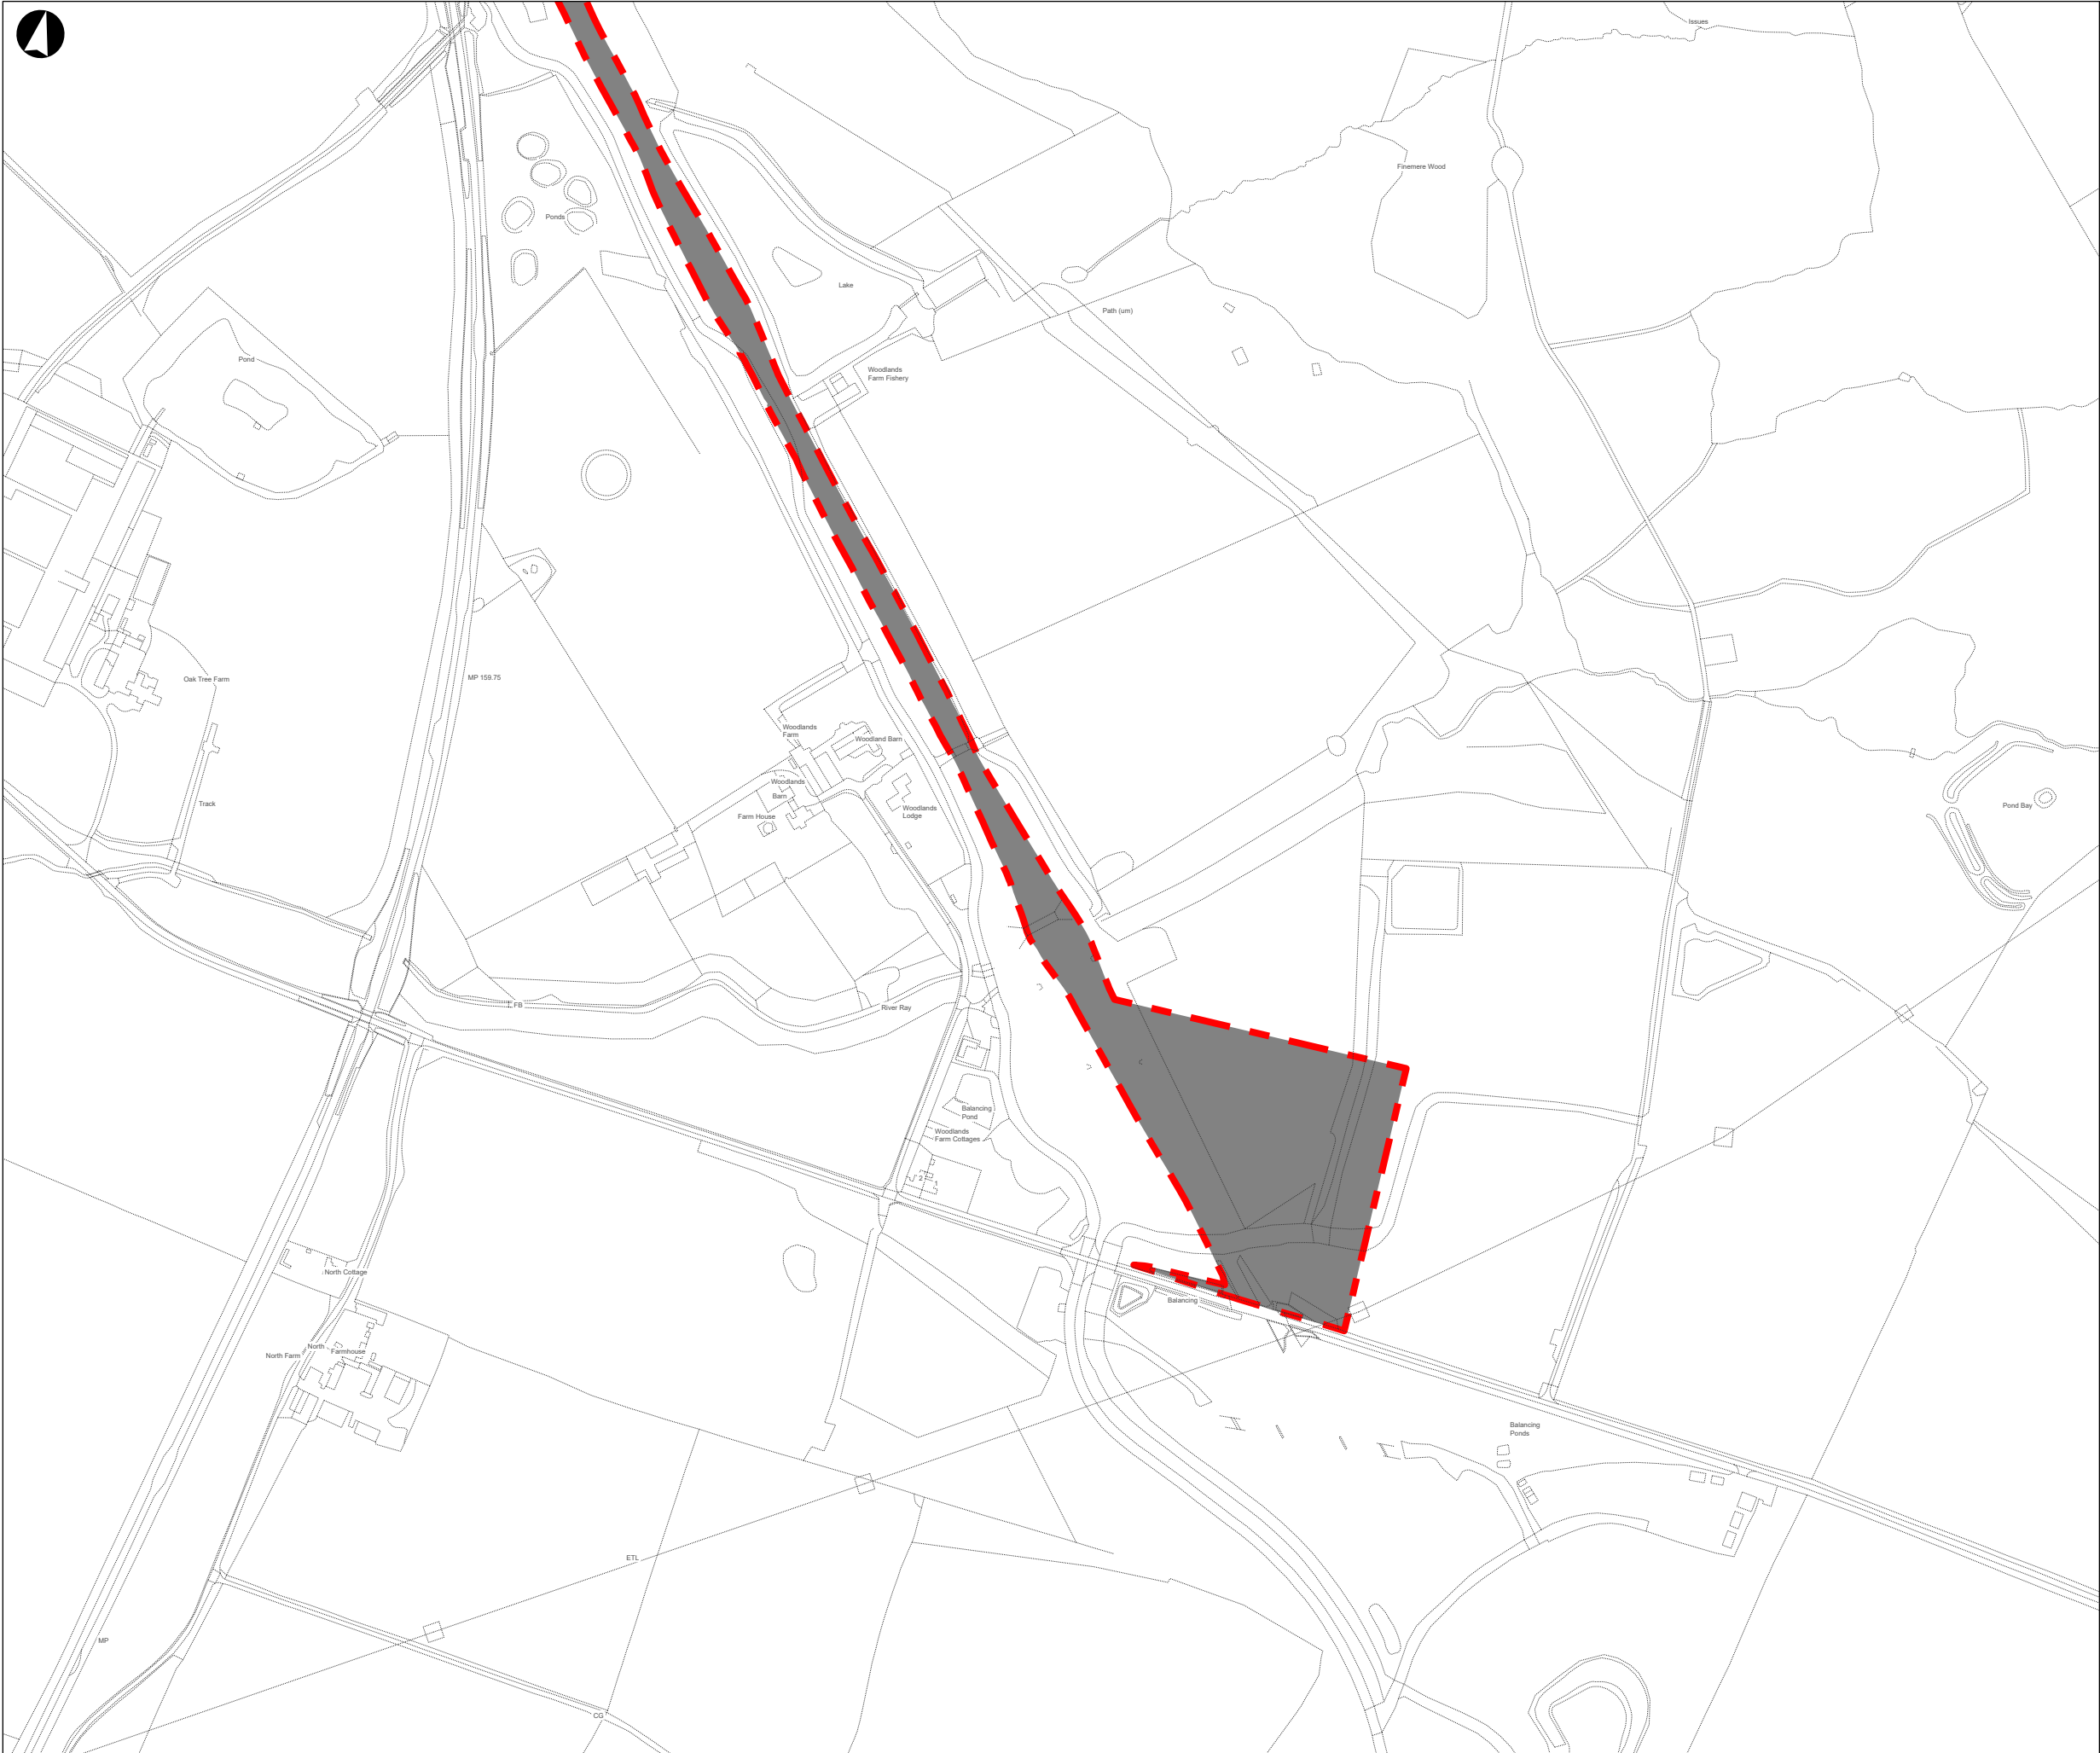 Issues
Finemere Wood
Ponds
Lake
Path (um)
Pond
Woodlands
Farm Fishery
Oak Tree Farm
MP 159.75
Woodlands
Farm
Woodland Barn
Woodlands
Barn
Track
Woodlands
Lodge
Farm House
Pond Bay
FB
River Ray
Balancing
Pond
Woodlands
Farm Cottages
2
1
North Cottage
Balancing
North Farm
North
Farmhouse
Balancing
Ponds
ETL
MP
CG